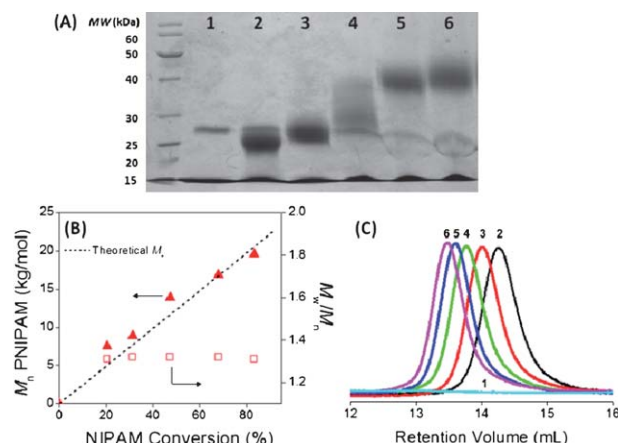 (A) MW (kDa) 1 2 3 4 5 6
60
50
40
30
25
20
15
(B)
Theoretical Mn
25
20
15
10
5
0
Mn PNIPAM (kg/mol)
2.0
1.8
1.6
1.4
1.2
Mw/Mn
0 20 40 60 80 100
NIPAM Conversion (%)
(C)
6 5 4 3 2
1
12 13 14 15 16
Retention Volume (mL)